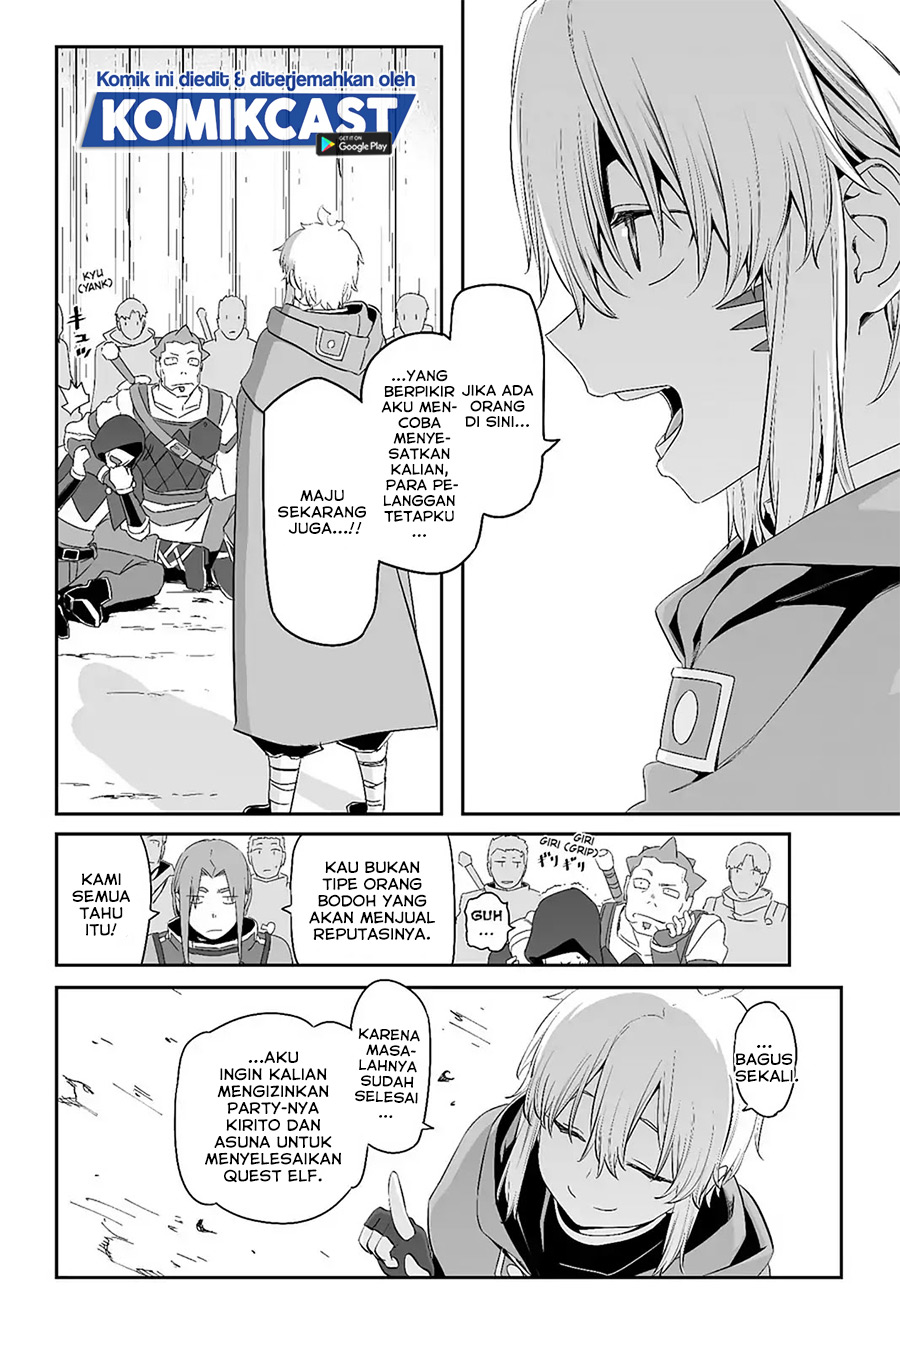 Komik ini diedit & diterjemahkan oleh
KOMIKCAST
GET IT ON
Google Play
JIKA ADA
ORANG
DI SINI...
...YANG
BERPIKIR
AKU MEN-
COBA
MENYE-
SATKAN
KALIAN,
PARA PE-
LANGGAN
TETAPKU
...
MAJU
SEKARANG
JUGA...!!
KYU
(YANK)
ギュッ
GIRI
GIRI (GRIP)
ギリギリ
GUH
...
KAU BUKAN
TIPE ORANG
BODOH YANG
AKAN MENJUAL
REPUTASINYA.
KAMI
SEMUA
TAHU
ITU!
...
BAGUS
SEKALI.
KARENA
MASA-
LAHNYA
SUDAH
SELESAI
...
...AKU
INGIN KALIAN
MENGIZINKAN
PARTY-NYA
KIRITO DAN
ASUNA UNTUK
MENYELESAIKAN
QUEST ELF.